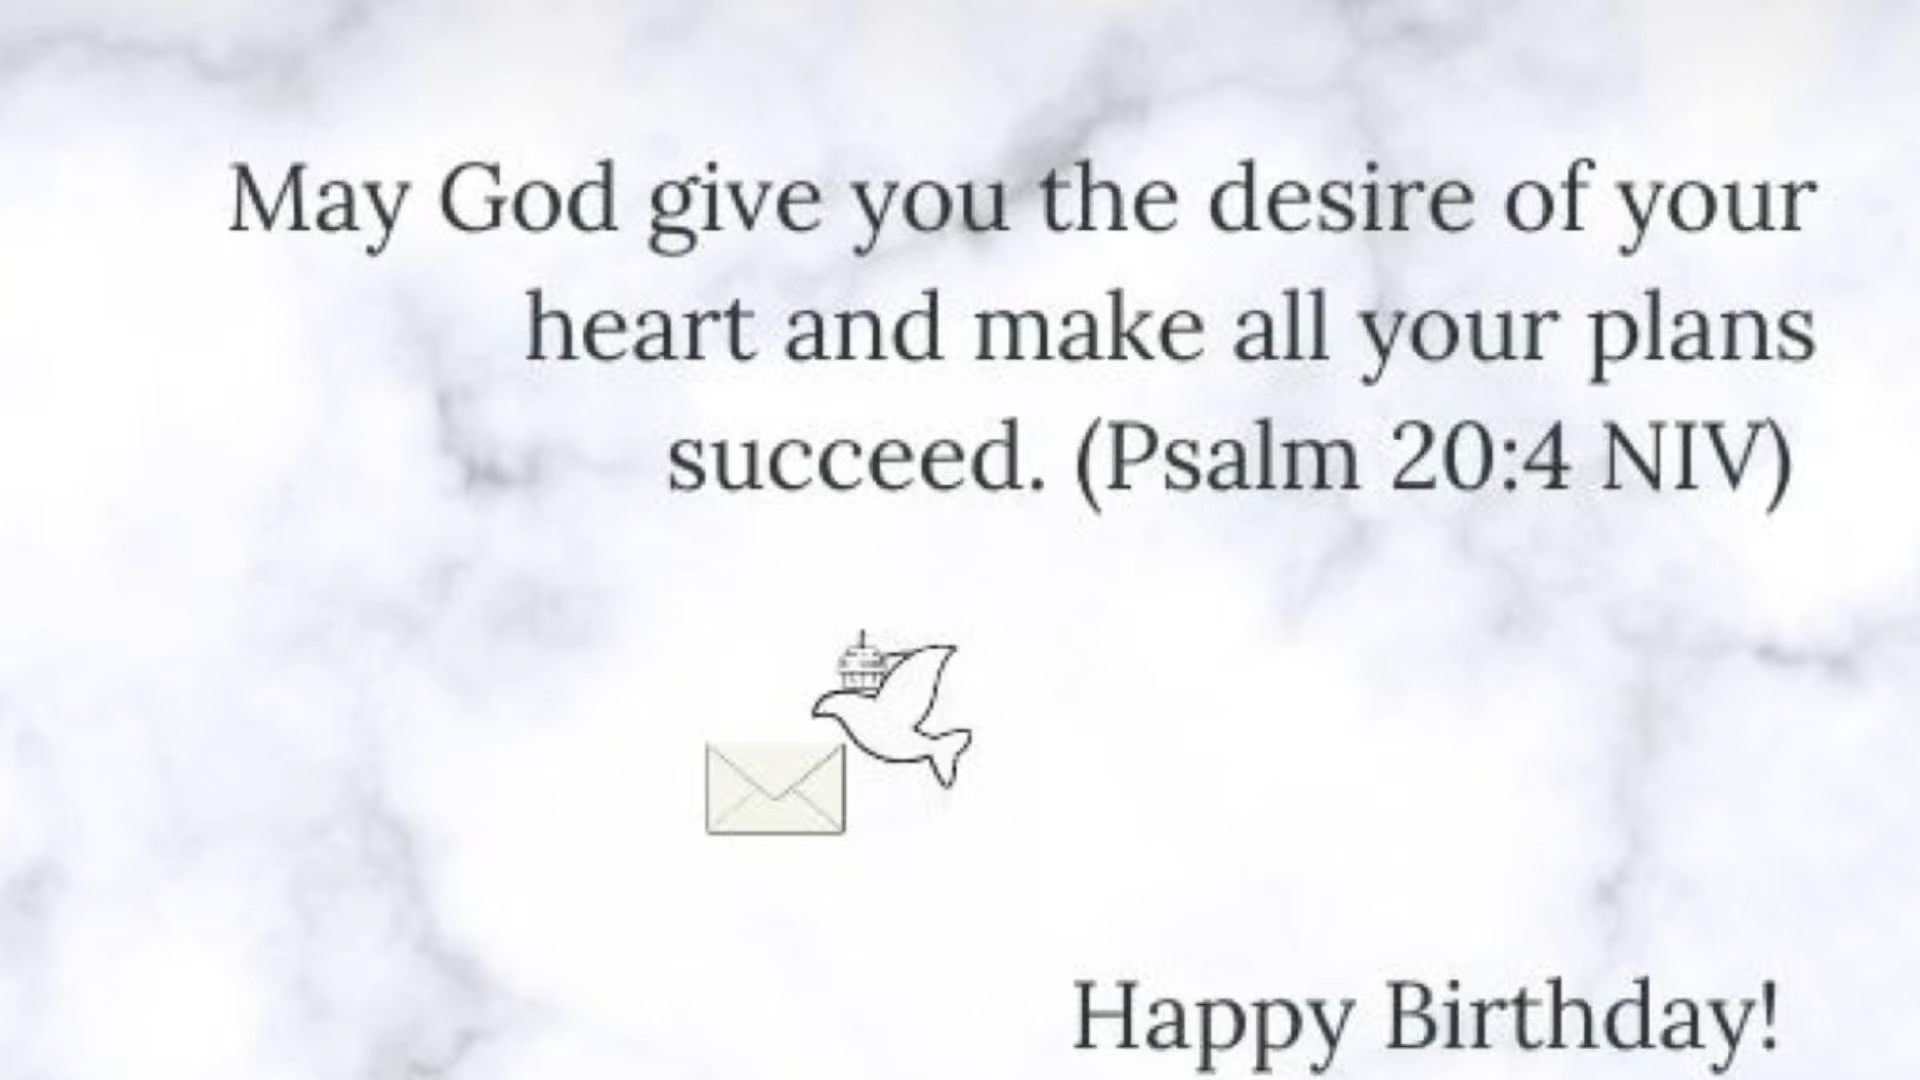 May God give you the desire of your
heart and make all your plans
succeed. (Psalm 20:4 NIV)
Happy Birthday!